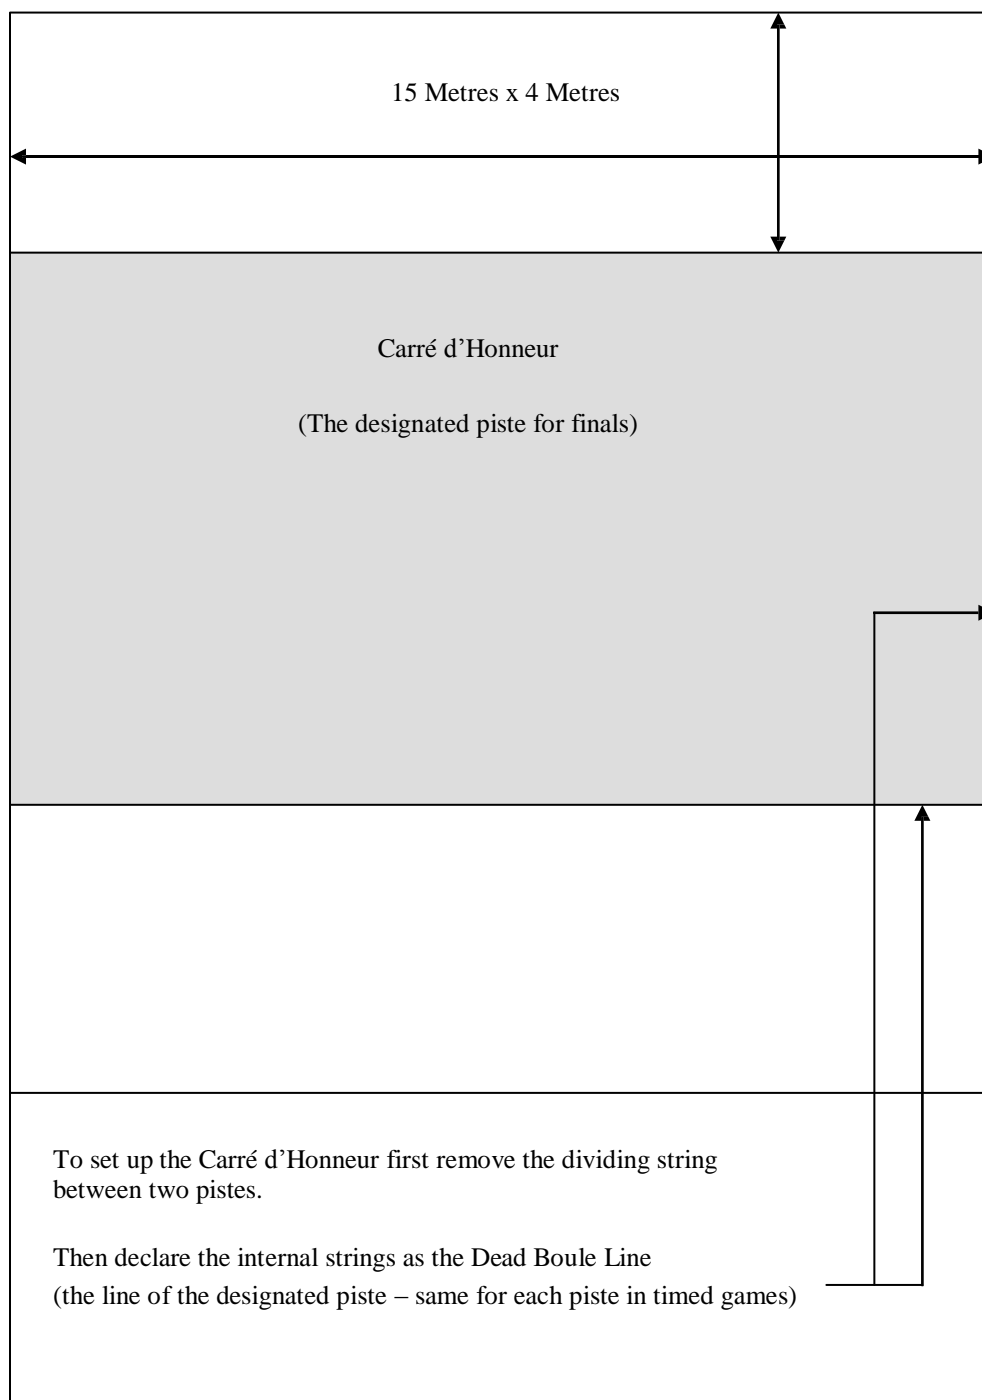 15 Metres x 4 Metres
Carré d’Honneur
(The designated piste for finals)
To set up the Carré d’Honneur first remove the dividing string
between two pistes.
Then declare the internal strings as the Dead Boule Line
(the line of the designated piste – same for each piste in timed games)